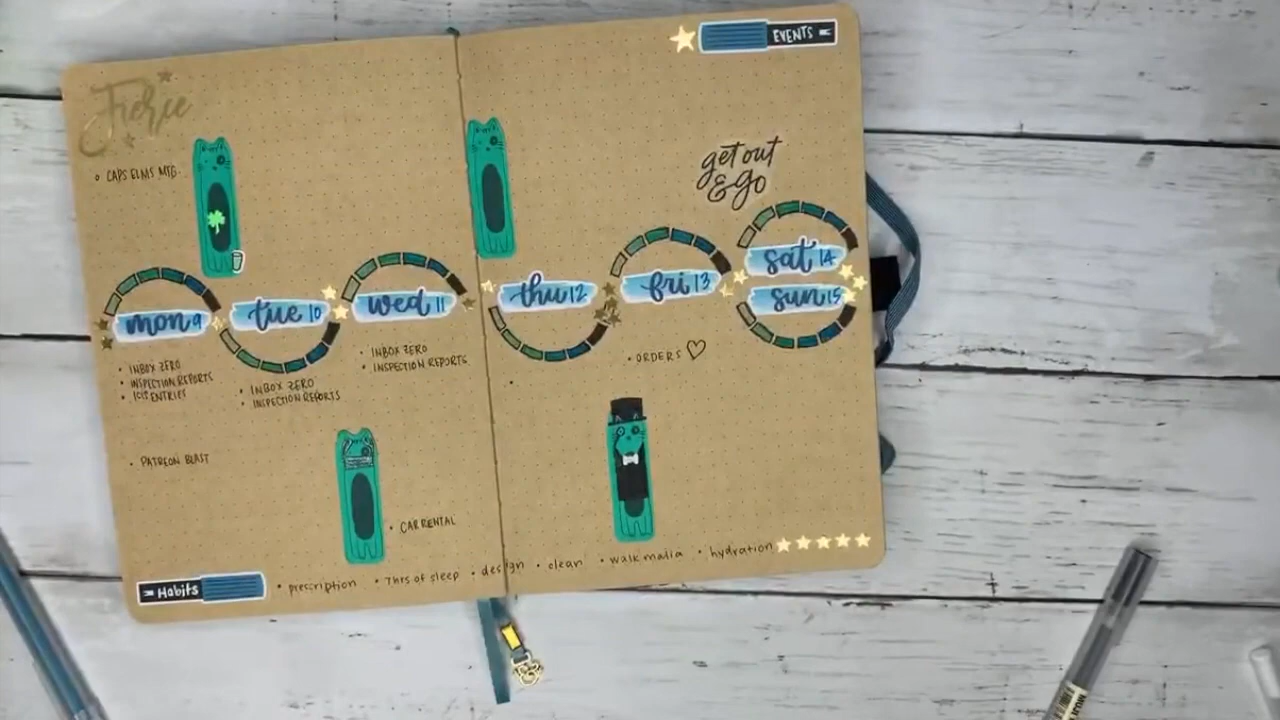 Fierce
EVENTS
CAPS ELMS MTG.
get out
& go
mon 9
tue 10
wed 11
thu 12
fri 13
sat 14
sun 15
• INBOX ZERO
• INSPECTION REPORTS
• ICIS ENTRIES
• INBOX ZERO
• INSPECTION REPORTS
• INBOX ZERO
• INSPECTION REPORTS
• ORDERS ♡
• PATREON BLAST
• CAR RENTAL
Habits
• prescription • 7hrs of sleep • design • clean • walk malia • hydration
MUJI